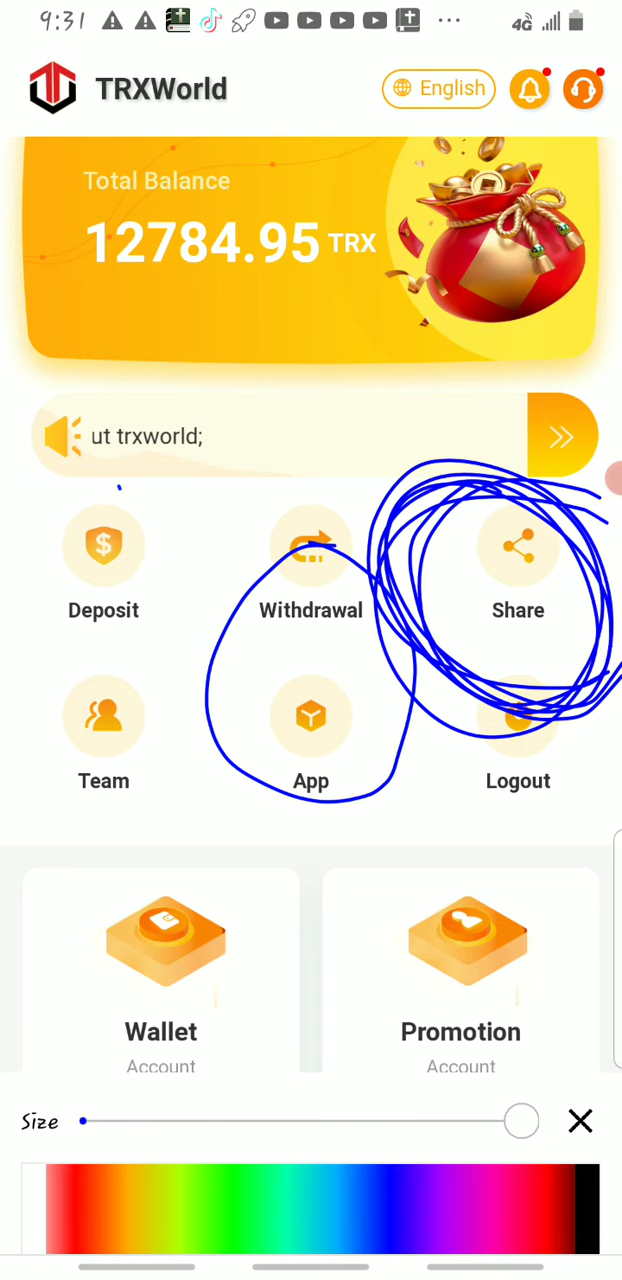 9:31 4G
TRXWorld English
Total Balance
12784.95 TRX
ut trxworld;
Deposit Withdrawal Share
Team App Logout
Wallet Promotion
Account Account
Size